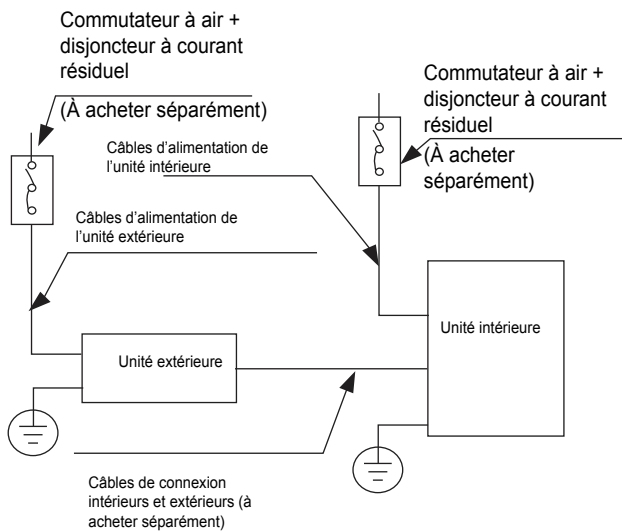 Commutateur à air +
disjoncteur à courant
résiduel
(À acheter séparément)
Commutateur à air +
disjoncteur à courant
résiduel
(À acheter
séparément)
Câbles d’alimentation de
l’unité intérieure
Câbles d’alimentation de
l’unité extérieure
Unité extérieure
Unité intérieure
Câbles de connexion
intérieurs et extérieurs (à
acheter séparément)